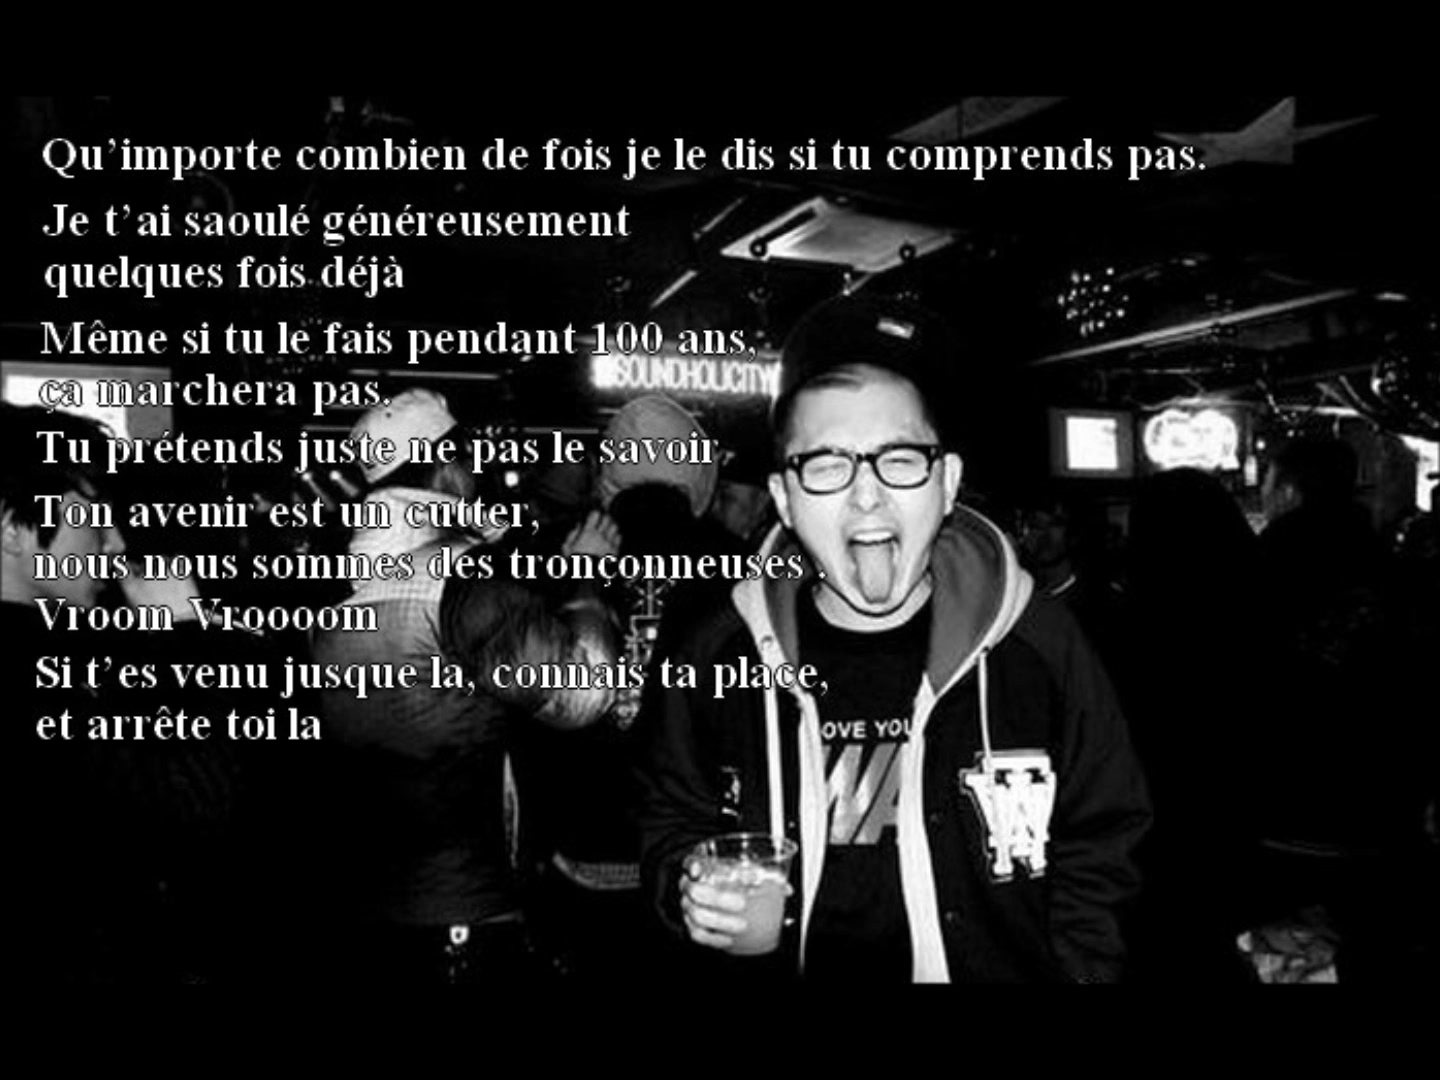 Qu’importe combien de fois je le dis si tu comprends pas.
Je t’ai saoulé généreusement
quelques fois déjà
Même si tu le fais pendant 100 ans,
ça marchera pas.
Tu prétends juste ne pas le savoir
Ton avenir est un cutter,
nous nous sommes des tronçonneuses .
Vroom Vroooom
Si t’es venu jusque la, connais ta place,
et arrête toi la
SOUNDHOLICITY
OVE YOU
WA
W